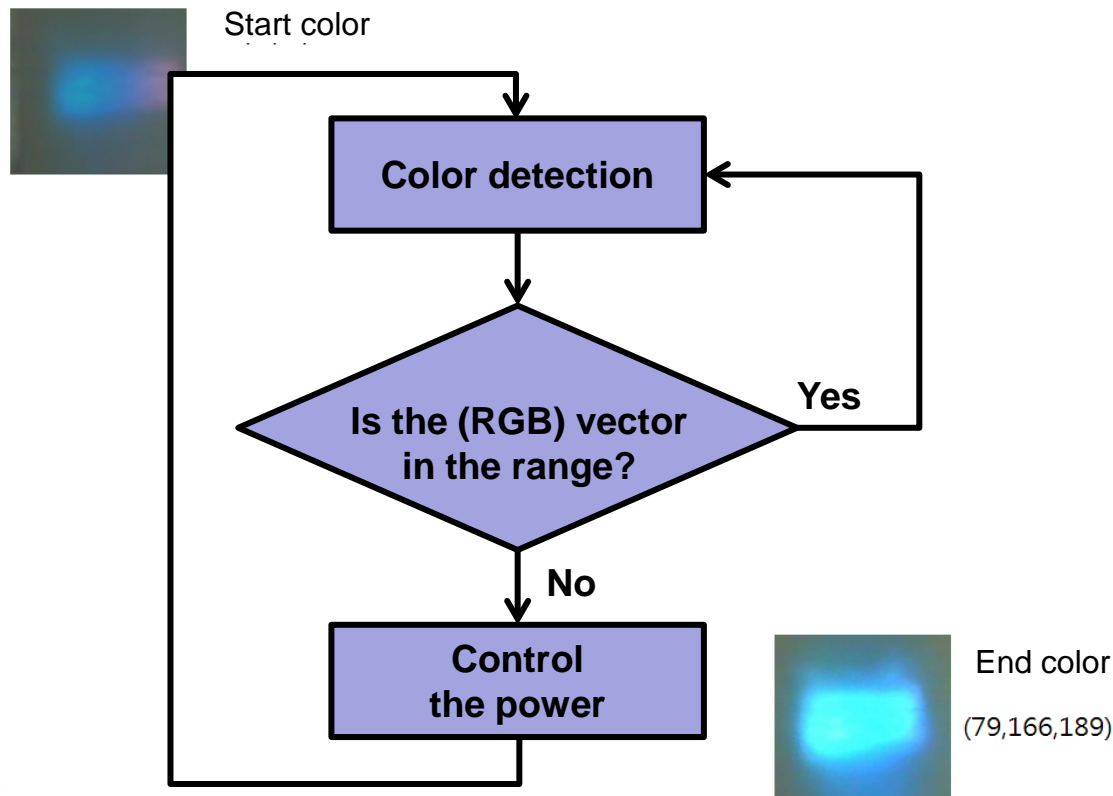 Start color
Color detection
Yes
Is the (RGB) vector
in the range?
No
Control
the power
End color
(79,166,189)